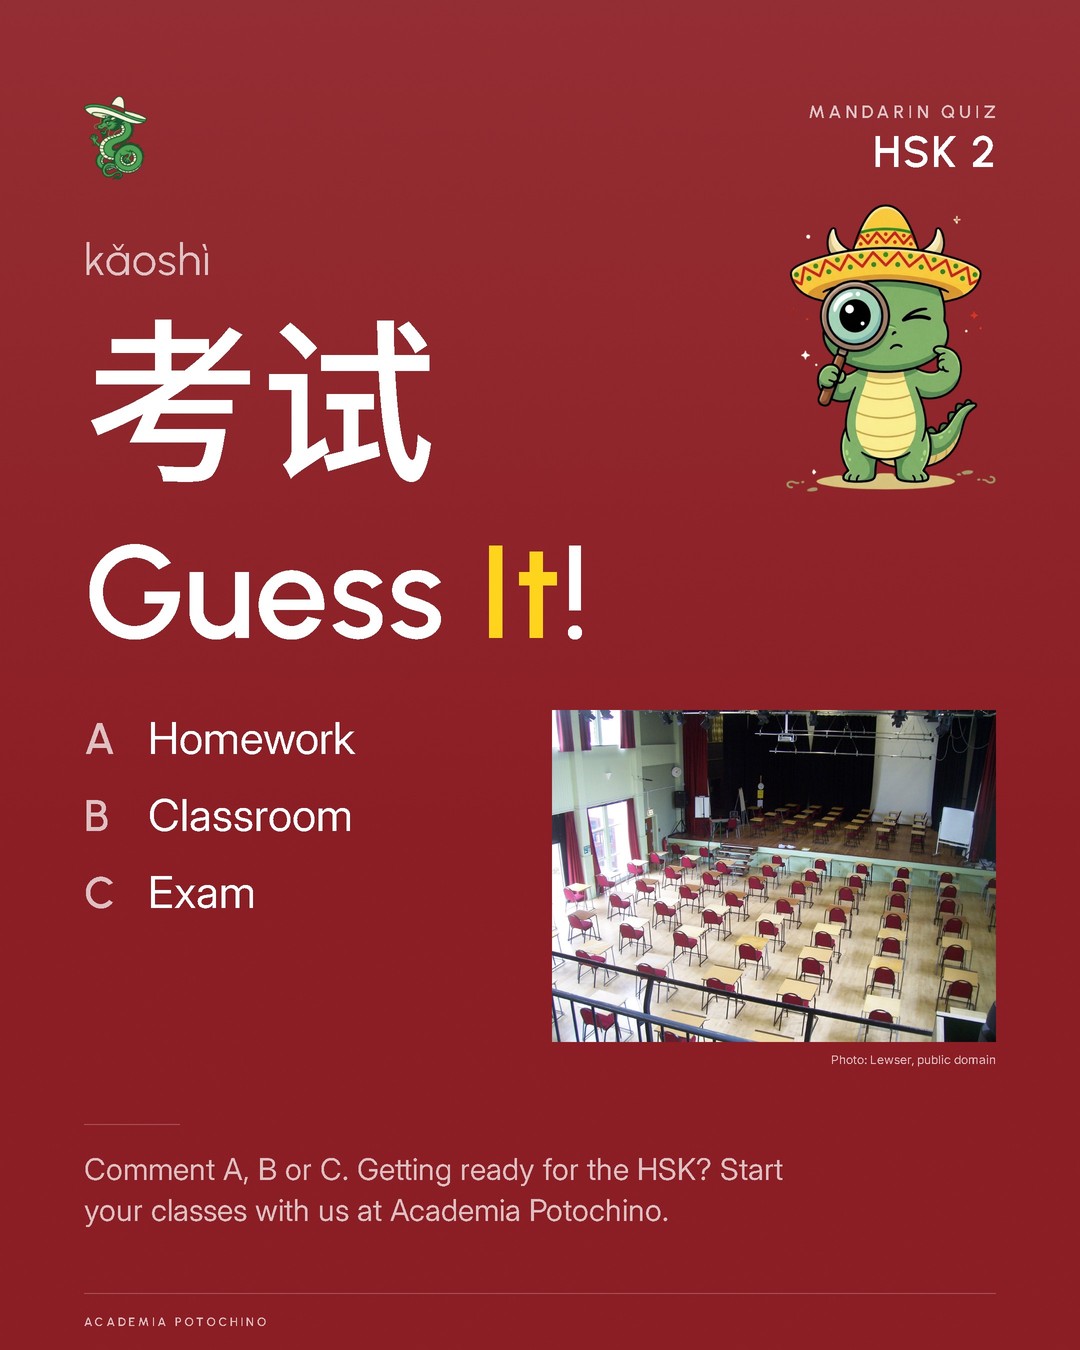 MANDARIN QUIZ
HSK 2
kǎoshì
考试
Guess It!
A Homework
B Classroom
C Exam
Photo: Lewser, public domain
Comment A, B or C. Getting ready for the HSK? Start
your classes with us at Academia Potochino.
ACADEMIA POTOCHINO